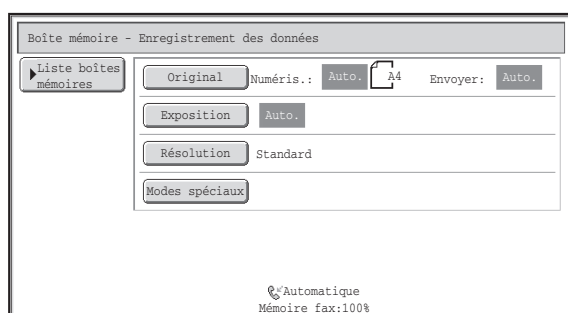 Boîte mémoire - Enregistrement des données
Liste boîtes
mémoires
Original Numéris.: Auto. A4 Envoyer: Auto.
Exposition Auto.
Résolution Standard
Modes spéciaux
Automatique
Mémoire fax:100%